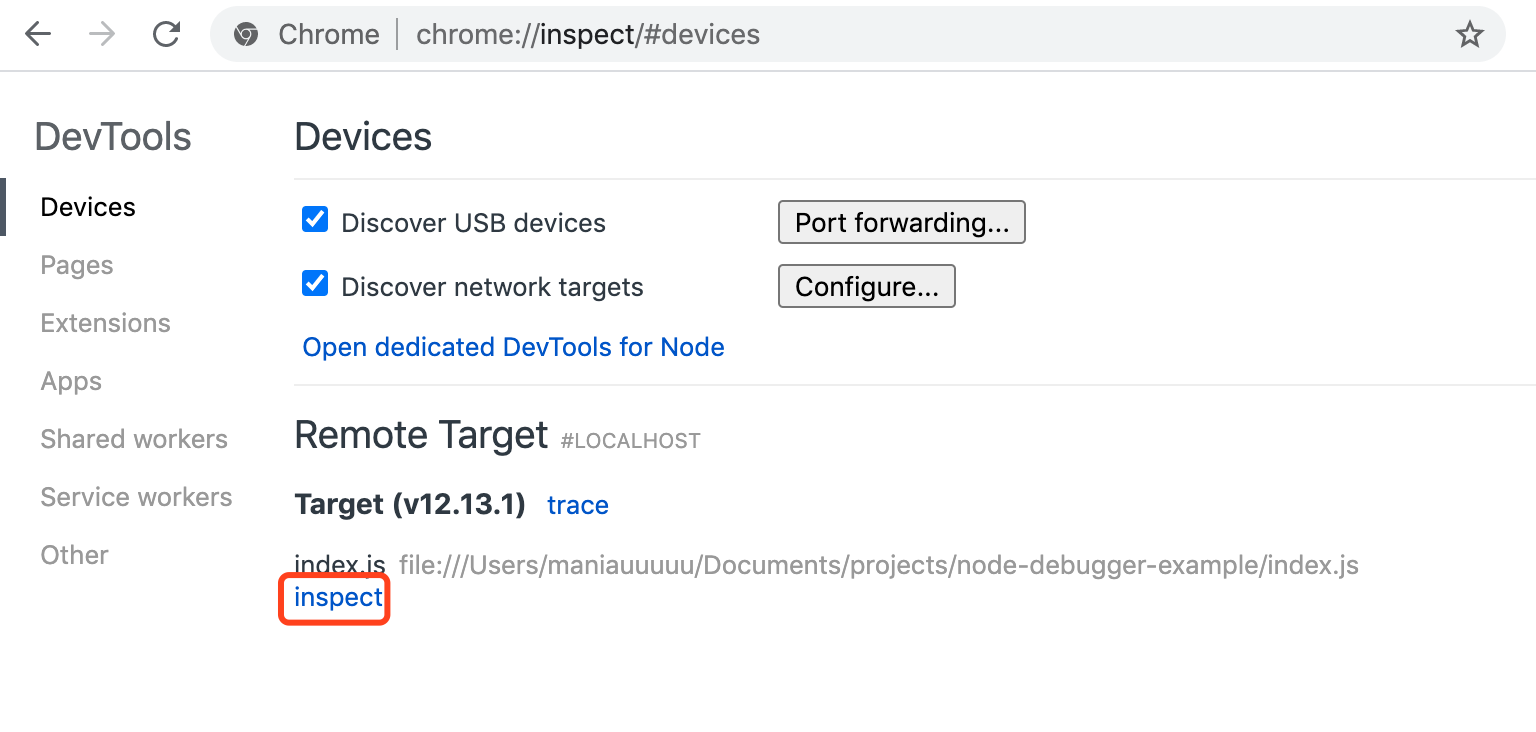 Chrome | chrome://inspect/#devices
DevTools
Devices
Pages
Extensions
Apps
Shared workers
Service workers
Other
Devices
Discover USB devices Port forwarding...
Discover network targets Configure...
Open dedicated DevTools for Node
Remote Target #LOCALHOST
Target (v12.13.1) trace
index.js file:///Users/maniauuuuu/Documents/projects/node-debugger-example/index.js
inspect